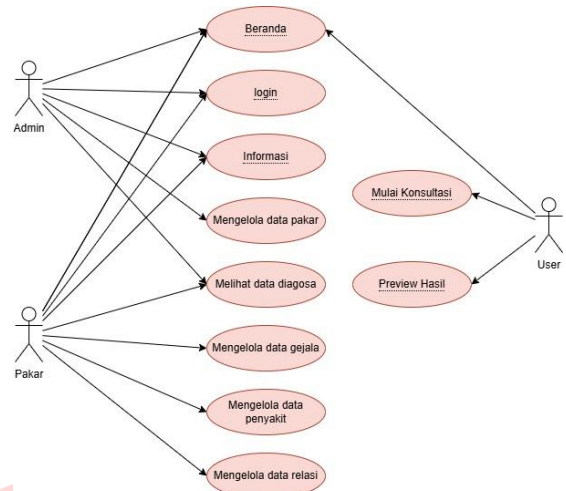 Beranda
login
Admin
Informasi
Mulai Konsultasi
Mengelola data pakar
User
Melihat data diagosa
Preview Hasil
Mengelola data gejala
Pakar
Mengelola data
penyakit
Mengelola data relasi